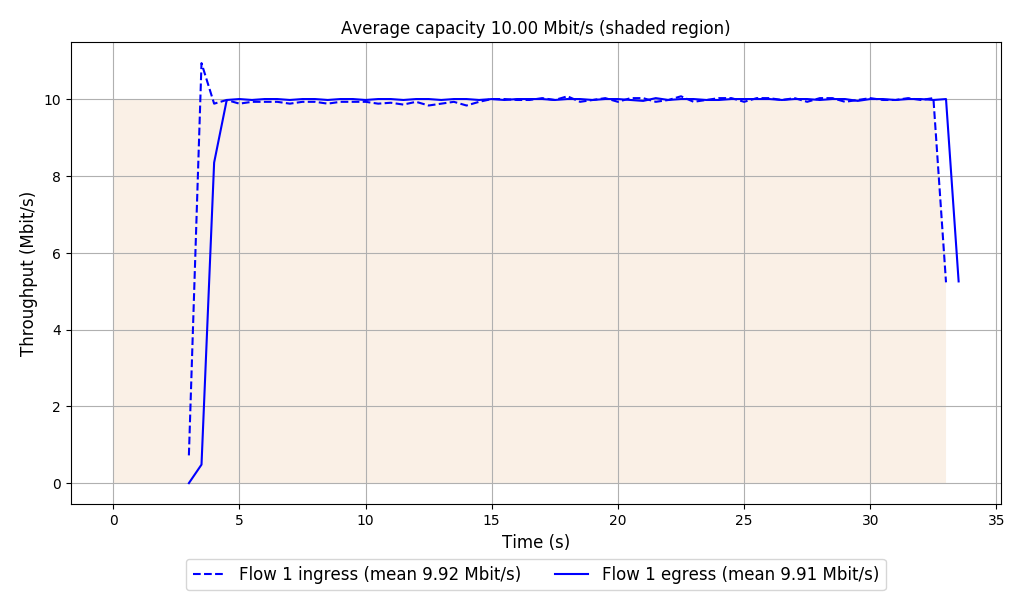 Average capacity 10.00 Mbit/s (shaded region)
Throughput (Mbit/s)
10
8
6
4
2
0
0 5 10 15 20 25 30 35
Time (s)
Flow 1 ingress (mean 9.92 Mbit/s) Flow 1 egress (mean 9.91 Mbit/s)